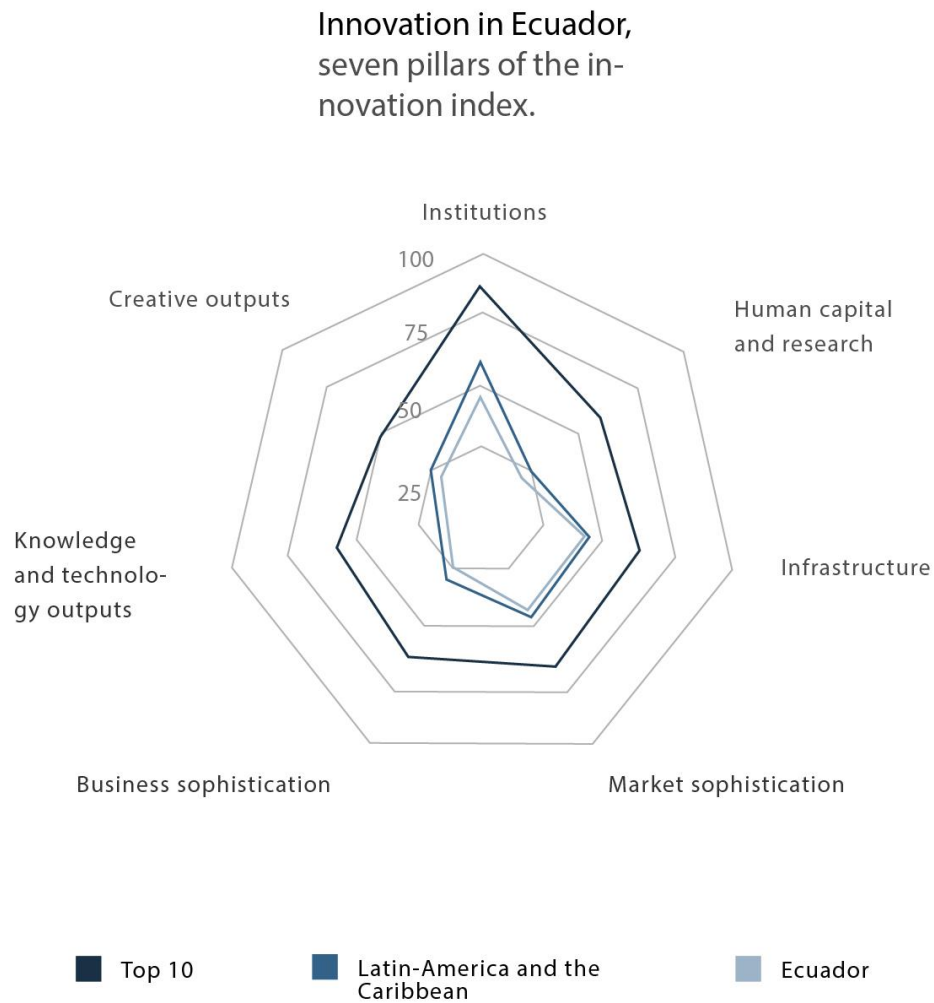 Innovation in Ecuador,
seven pillars of the in-
novation index.
Institutions
100
Creative outputs
Human capital
and research
75
50
25
Knowledge
and technolo-
gy outputs
Infrastructure
Business sophistication
Market sophistication
Top 10
Latin-America and the
Caribbean
Ecuador